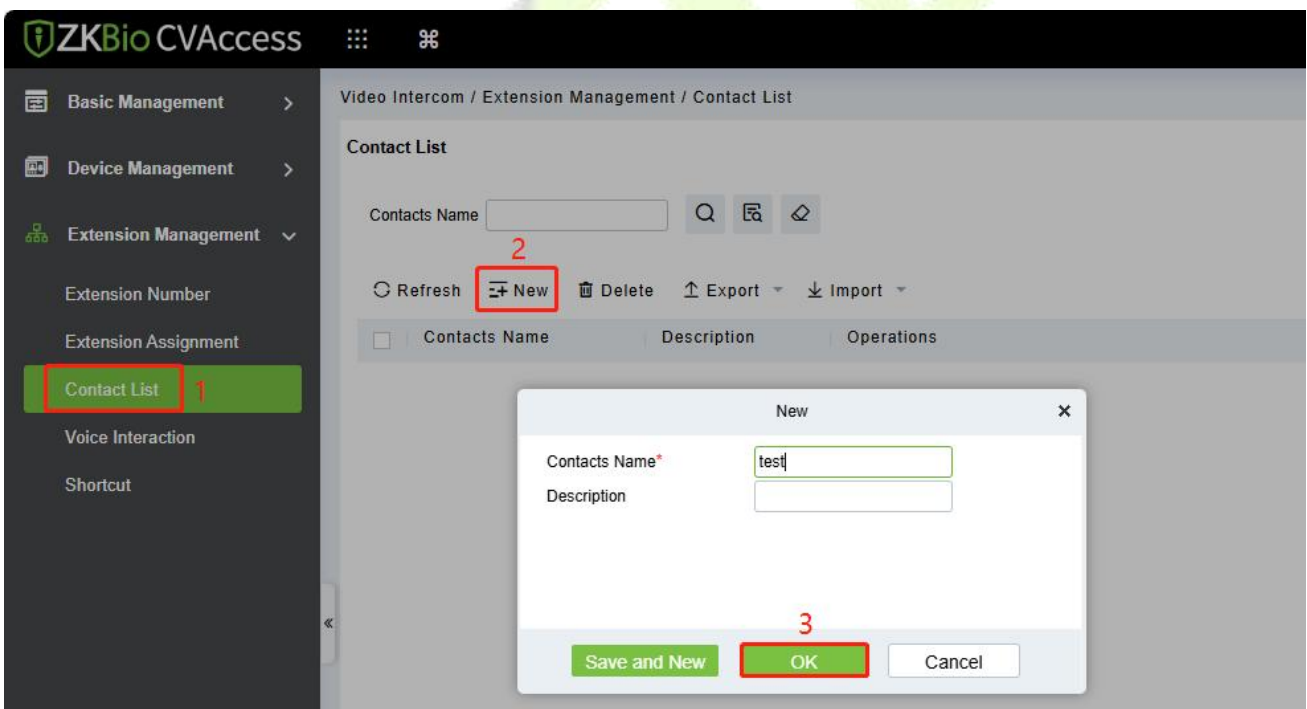 ZKBio CVAccess
Basic Management
Device Management
Extension Management
Extension Number
Extension Assignment
Contact List 1
Voice Interaction
Shortcut
Video Intercom / Extension Management / Contact List
Contact List
Contacts Name
2
Refresh New Delete Export Import
Contacts Name Description Operations
New
Contacts Name* test
Description
3
Save and New OK Cancel